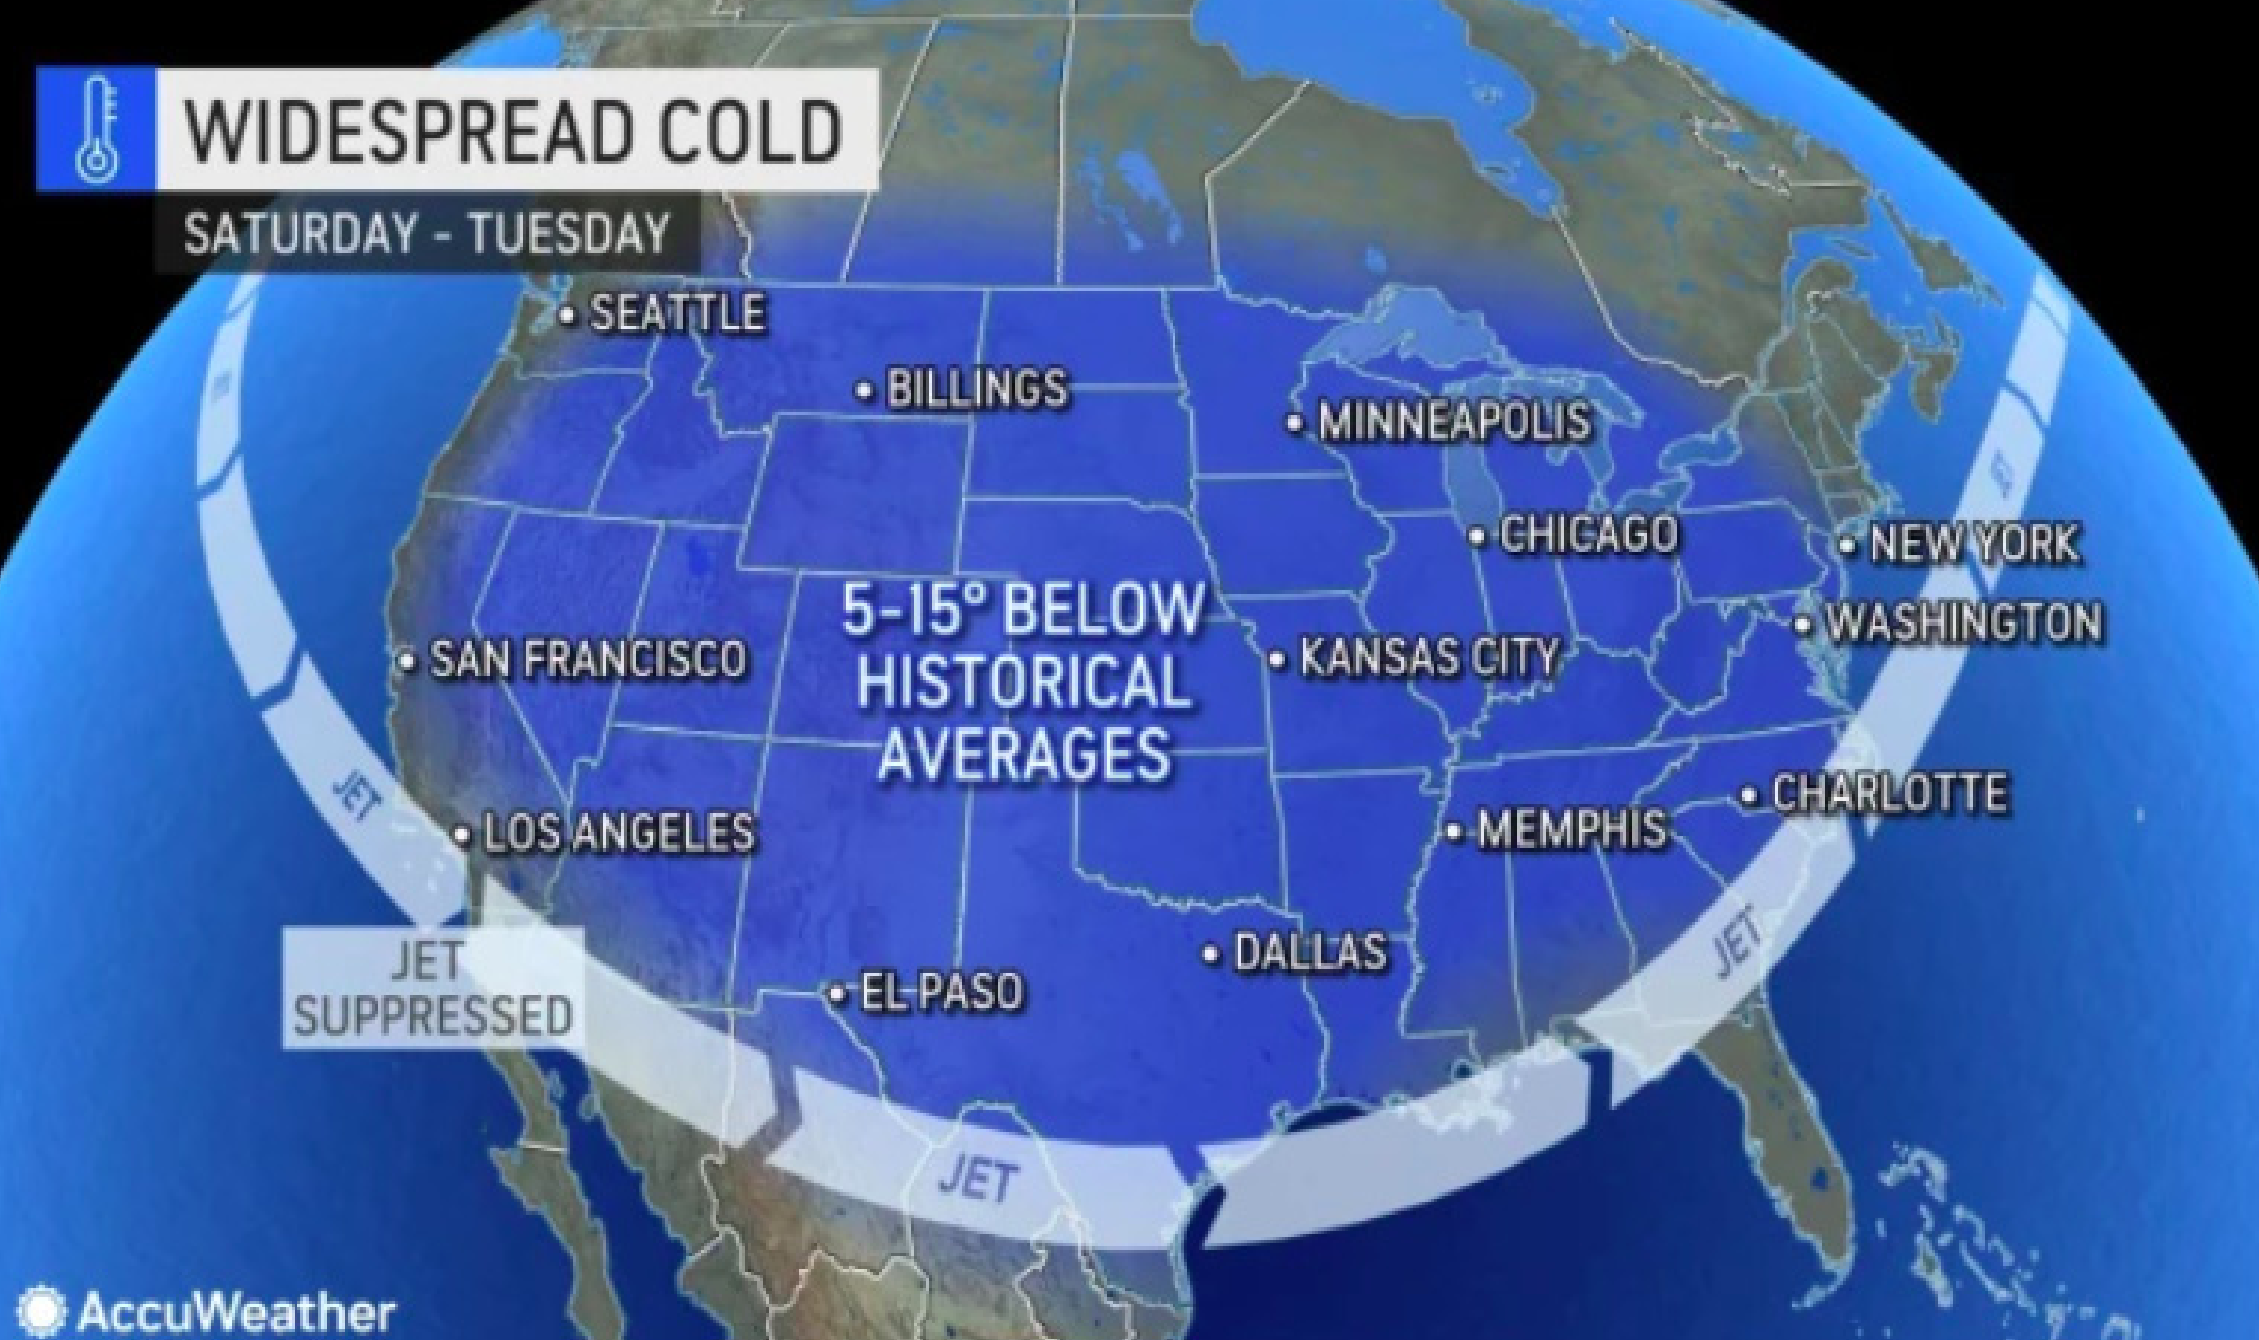 WIDESPREAD COLD
SATURDAY - TUESDAY
SEATTLE
BILLINGS
MINNEAPOLIS
CHICAGO
NEW YORK
WASHINGTON
5-15° BELOW
HISTORICAL
AVERAGES
SAN FRANCISCO
KANSAS CITY
JET
LOS ANGELES
MEMPHIS
CHARLOTTE
JET
SUPPRESSED
EL PASO
DALLAS
JET
JET
AccuWeather